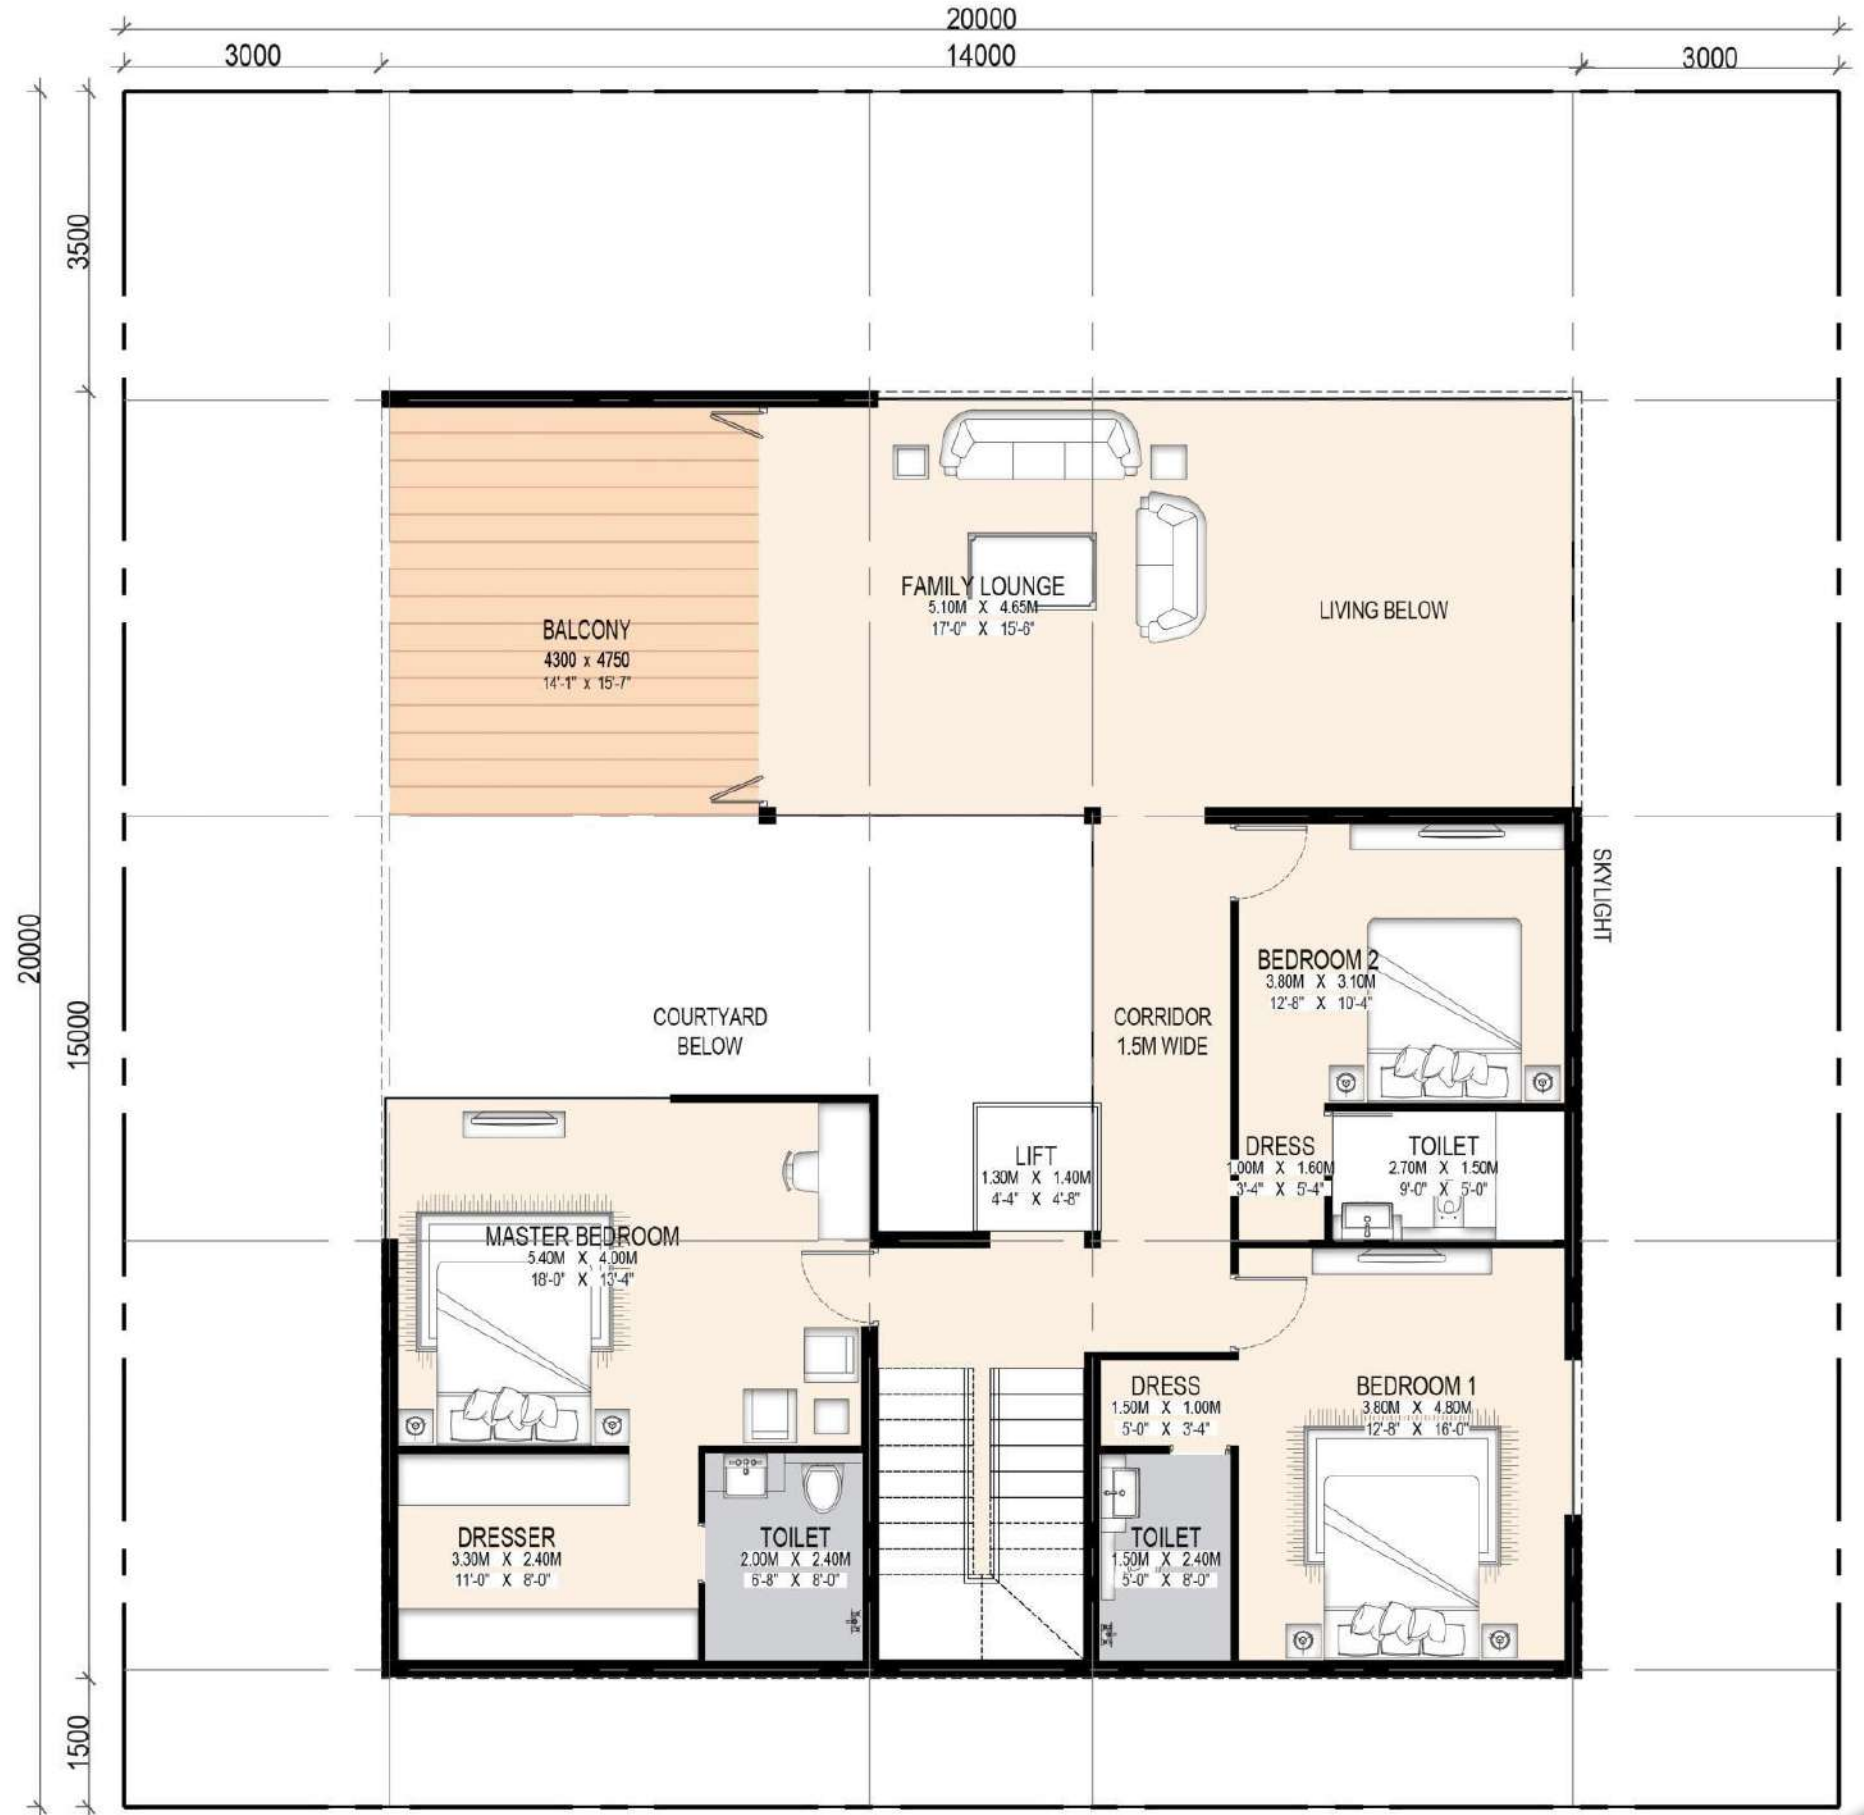 20000
3000
14000
3000
3500
20000
15000
1500
BALCONY
4300 x 4750
14'-1" x 15'-7"
FAMILY LOUNGE
5.10M X 4.65M
17'-0" X 15'-6"
LIVING BELOW
SKYLIGHT
BEDROOM 2
3.80M X 3.10M
12'-8" X 10'-4"
COURTYARD
BELOW
CORRIDOR
1.5M WIDE
LIFT
1.30M X 1.40M
4'-4" X 4'-8"
DRESS
1.00M X 1.60M
3'-4" X 5'-4"
TOILET
2.70M X 1.50M
9'-0" X 5'-0"
MASTER BEDROOM
5.40M X 4.00M
18'-0" X 13'-4"
DRESS
1.50M X 1.00M
5'-0" X 3'-4"
BEDROOM 1
3.80M X 4.80M
12'-8" X 16'-0"
DRESSER
3.30M X 2.40M
11'-0" X 8'-0"
TOILET
2.00M X 2.40M
6'-8" X 8'-0"
TOILET
1.50M X 2.40M
5'-0" X 8'-0"